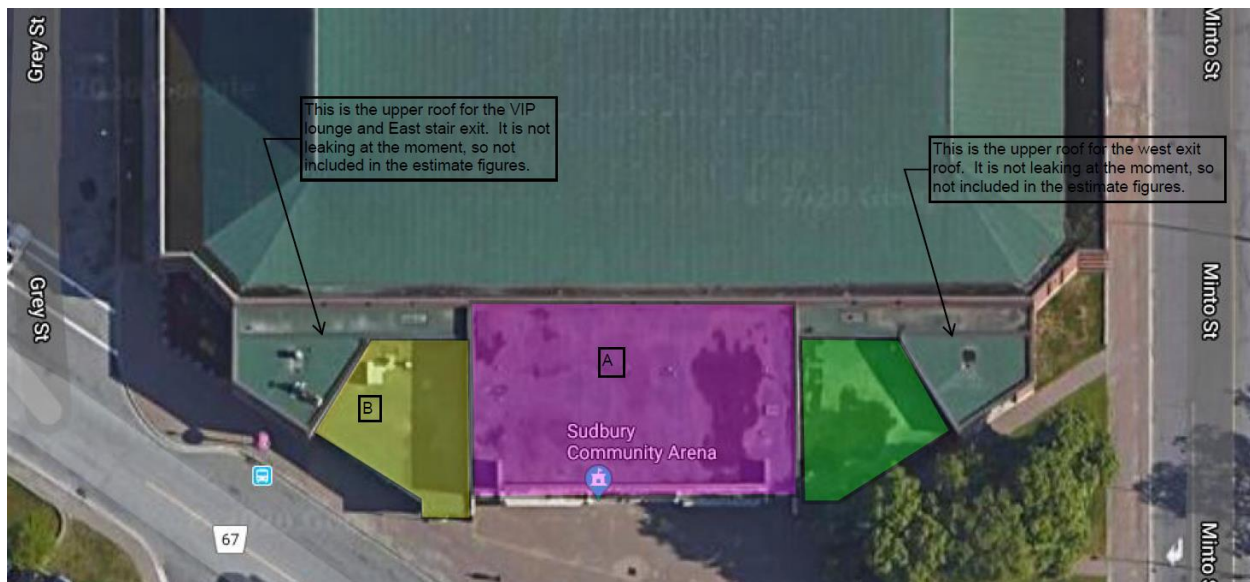 Grey St
Minto St
This is the upper roof for the VIP
lounge and East stair exit. It is not
leaking at the moment, so not
included in the estimate figures.
This is the upper roof for the west exit
roof. It is not leaking at the moment, so
not included in the estimate figures.
Grey St
Minto St
A
B
Sudbury
Community Arena
67
Minto St